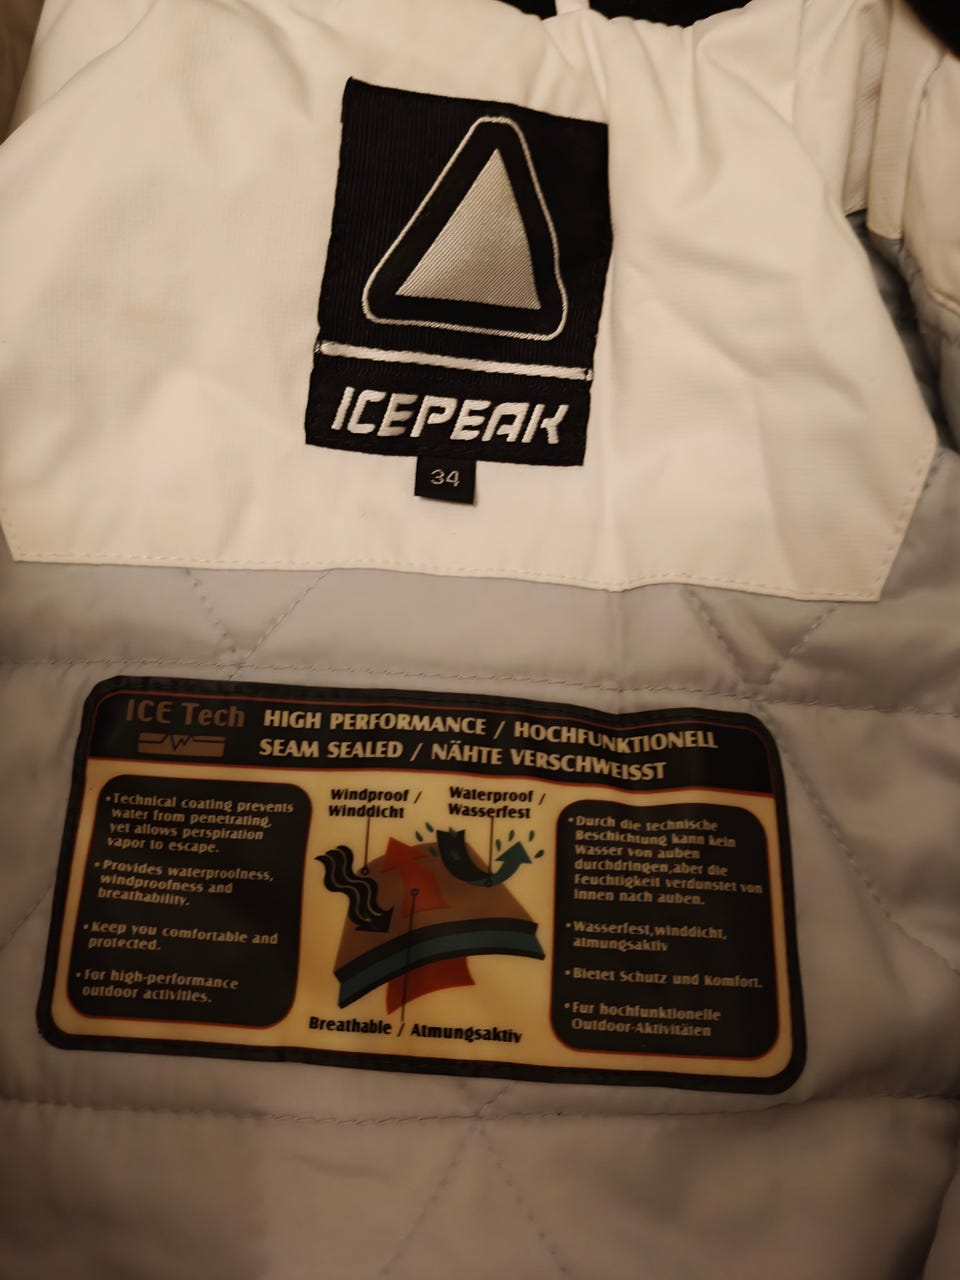 ICEPEAK
34
ICE Tech
HIGH PERFORMANCE / HOCHFUNKTIONELL
SEAM SEALED / NÄHTE VERSCHWEISST
•Technical coating prevents
water from penetrating,
yet allows perspiration
vapor to escape.
•Provides waterproofness,
windproofness and
breathability.
•Keep you comfortable and
protected.
•For high-performance
outdoor activities.
Windproof /
Winddicht
Waterproof /
Wasserfest
Breathable / Atmungsaktiv
•Durch die technische
Beschichtung kann kein
Wasser von auben
durchdringen,aber die
Feuchtigkeit verdunstet von
innen nach auben.
•Wasserfest,winddicht,
atmungsaktiv
•Bietet Schutz und Komfort.
•Fur hochfunktionelle
Outdoor-Aktivitäten